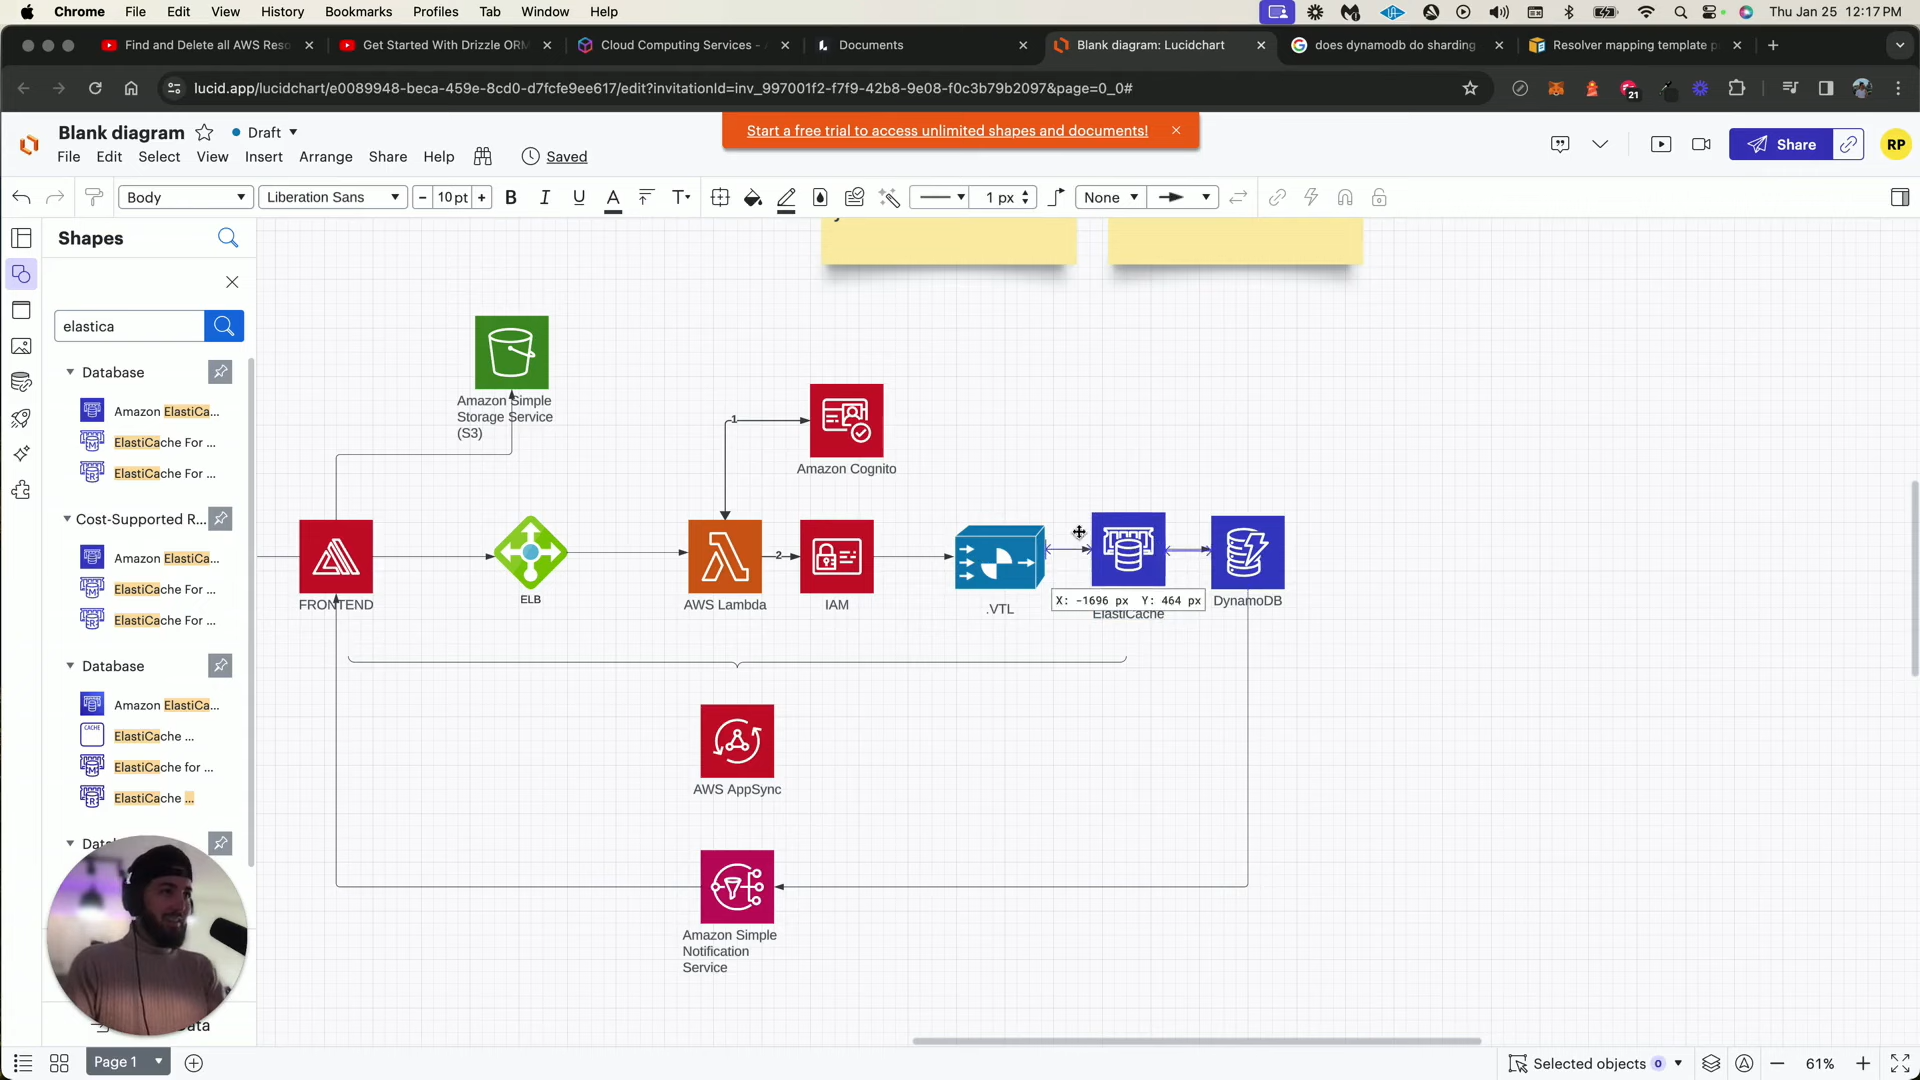 Chrome File Edit View History Bookmarks Profiles Tab Window Help
Thu Jan 25 12:17 PM
Find and Delete all AWS Reso
Get Started With Drizzle ORM
Cloud Computing Services -
Documents
Blank diagram: Lucidchart
does dynamodb do sharding
Resolver mapping template
lucid.app/lucidchart/e0089948-beca-459e-8cd0-d7fcfe9ee617/edit?invitationId=inv_997001f2-f7f9-42b8-9e08-f0c3b79b2097&page=0_0#
21
Blank diagram
Draft
Start a free trial to access unlimited shapes and documents!
File Edit Select View Insert Arrange Share Help
Saved
Share
RP
Body
Liberation Sans
- 10 pt +
B I U A T
1 px
None
Shapes
elastica
Database
Amazon ElastiCa...
ElastiCache For ...
ElastiCache For ...
Cost-Supported R...
Amazon ElastiCa...
ElastiCache For ...
ElastiCache For ...
Database
Amazon ElastiCa...
CACHE
ElastiCache ...
ElastiCache for ...
ElastiCache ...
Amazon Simple
Storage Service
(S3)
1
Amazon Cognito
FRONTEND
ELB
AWS Lambda
2
IAM
.VTL
X: -1696 px Y: 464 px
ElastiCache
DynamoDB
AWS AppSync
Amazon Simple
Notification
Service
Page 1
Selected objects 0
61%